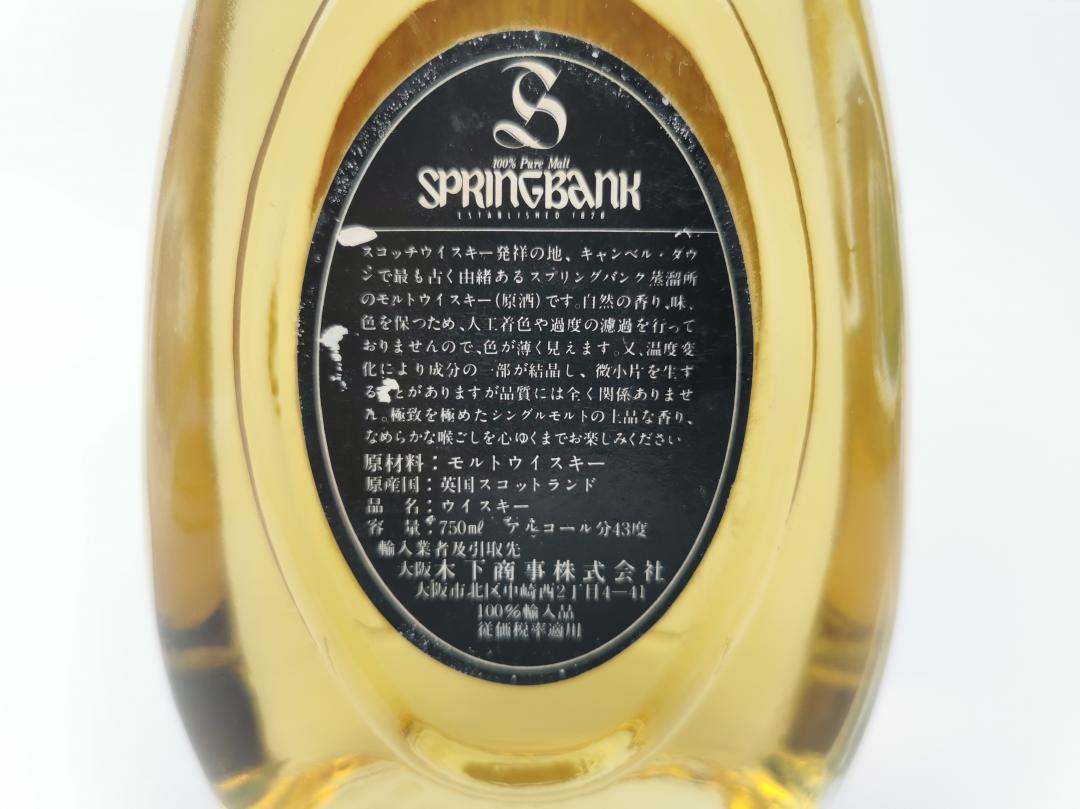 S
100% Pure Malt
SPRINGBANK
ESTABLISHED 1828
スコッチウイスキー発祥の地、キャンベル・タウ
ンで最も古く由緒あるスプリングバンク蒸溜所
のモルトウイスキー(原酒)です。自然の香り、味、
色を保つため、人工着色や過度の濾過を行って
おりませんので、色が薄く見えます。又、温度変
化により成分の一部が結晶し、微小片を生ず
る とがありますが品質には全く関係ありませ
ん。極致を極めたシングルモルトの上品な香り、
なめらかな喉ごしを心ゆくまでお楽しみください
原材料：モルトウイスキー
原産国：英国スコットランド
品 名：ウイスキー
容 量：750ml アルコール分43度
輸入業者及引取先
大阪木下商事株式会社
大阪市北区中崎西2丁目4—41
100%輸入品
従価税率適用